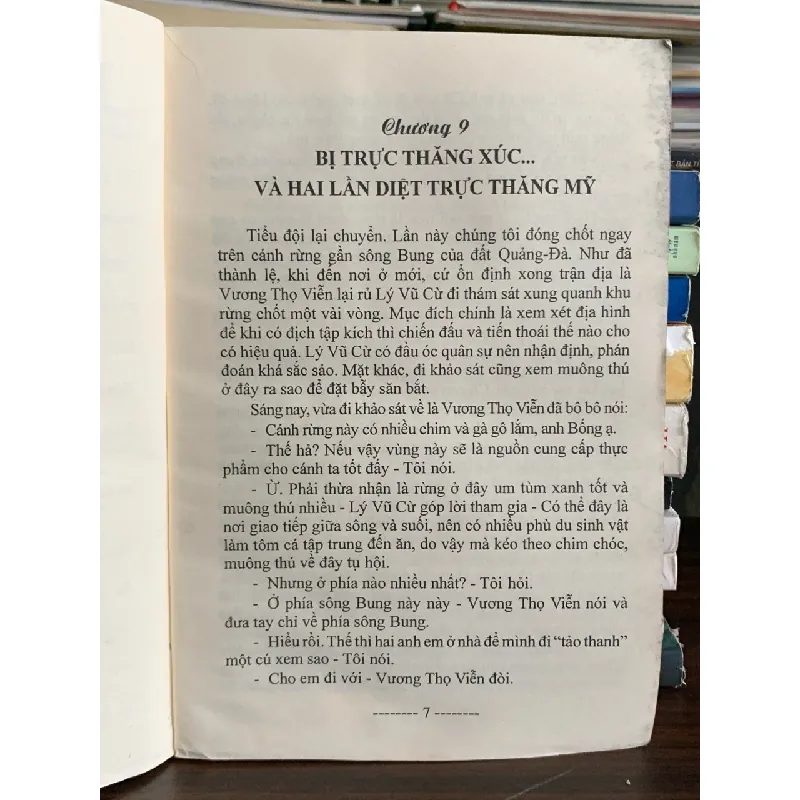 Chương 9
BỊ TRỰC THĂNG XÚC...
VÀ HAI LẦN DIỆT TRỰC THĂNG MỸ
Tiểu đội lại chuyển. Lần này chúng tôi đóng chốt ngay
trên cánh rừng gần sông Bung của đất Quảng-Đà. Như đã
thành lệ, khi đến nơi ở mới, cứ ổn định xong trận địa là
Vương Thọ Viễn lại rủ Lý Vũ Cừ đi thám sát xung quanh khu
rừng chốt một vài vòng. Mục đích chính là xem xét địa hình
để khi có địch tập kích thì chiến đấu và tiến thoái thế nào cho
có hiệu quả. Lý Vũ Cừ có đầu óc quân sự nên nhận định, phán
đoán khá sắc sảo. Mặt khác, đi khảo sát cũng xem muông thú
ở đây ra sao để đặt bẫy săn bắt.
Sáng nay, vừa đi khảo sát về là Vương Thọ Viễn đã bô bô nói:
- Cánh rừng này có nhiều chim và gà gô lắm, anh Bống ạ.
- Thế hả? Nếu vậy vùng này sẽ là nguồn cung cấp thực
phẩm cho cánh ta tốt đấy - Tôi nói.
- Ừ. Phải thừa nhận là rừng ở đây um tùm xanh tốt và
muông thú nhiều - Lý Vũ Cừ góp lời tham gia - Có thể đây là
nơi giao tiếp giữa sông và suối, nên có nhiều phù du sinh vật
làm tôm cá tập trung đến ăn, do vậy mà kéo theo chim chóc,
muông thú về đây tụ hội.
- Nhưng ở phía nào nhiều nhất? - Tôi hỏi.
- Ở phía sông Bung này này - Vương Thọ Viễn nói và
đưa tay chỉ về phía sông Bung.
- Hiểu rồi. Thế thì hai anh em ở nhà để mình đi “tảo thanh”
một cú xem sao - Tôi nói.
- Cho em đi với - Vương Thọ Viễn đòi.
-------- 7 --------